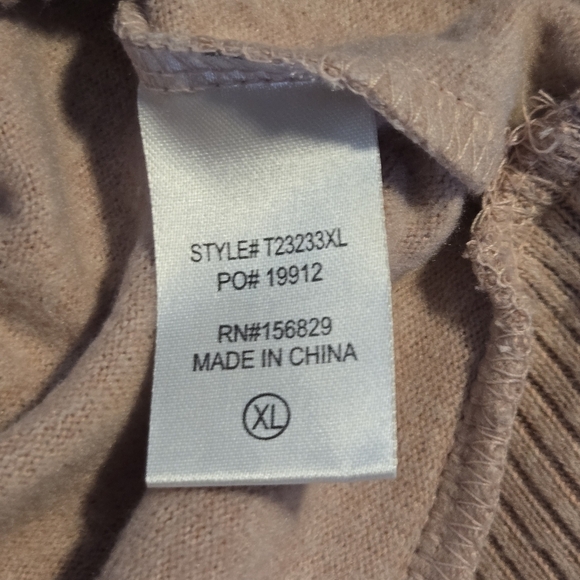 STYLE# T23233XL
PO# 19912
RN#156829
MADE IN CHINA
XL